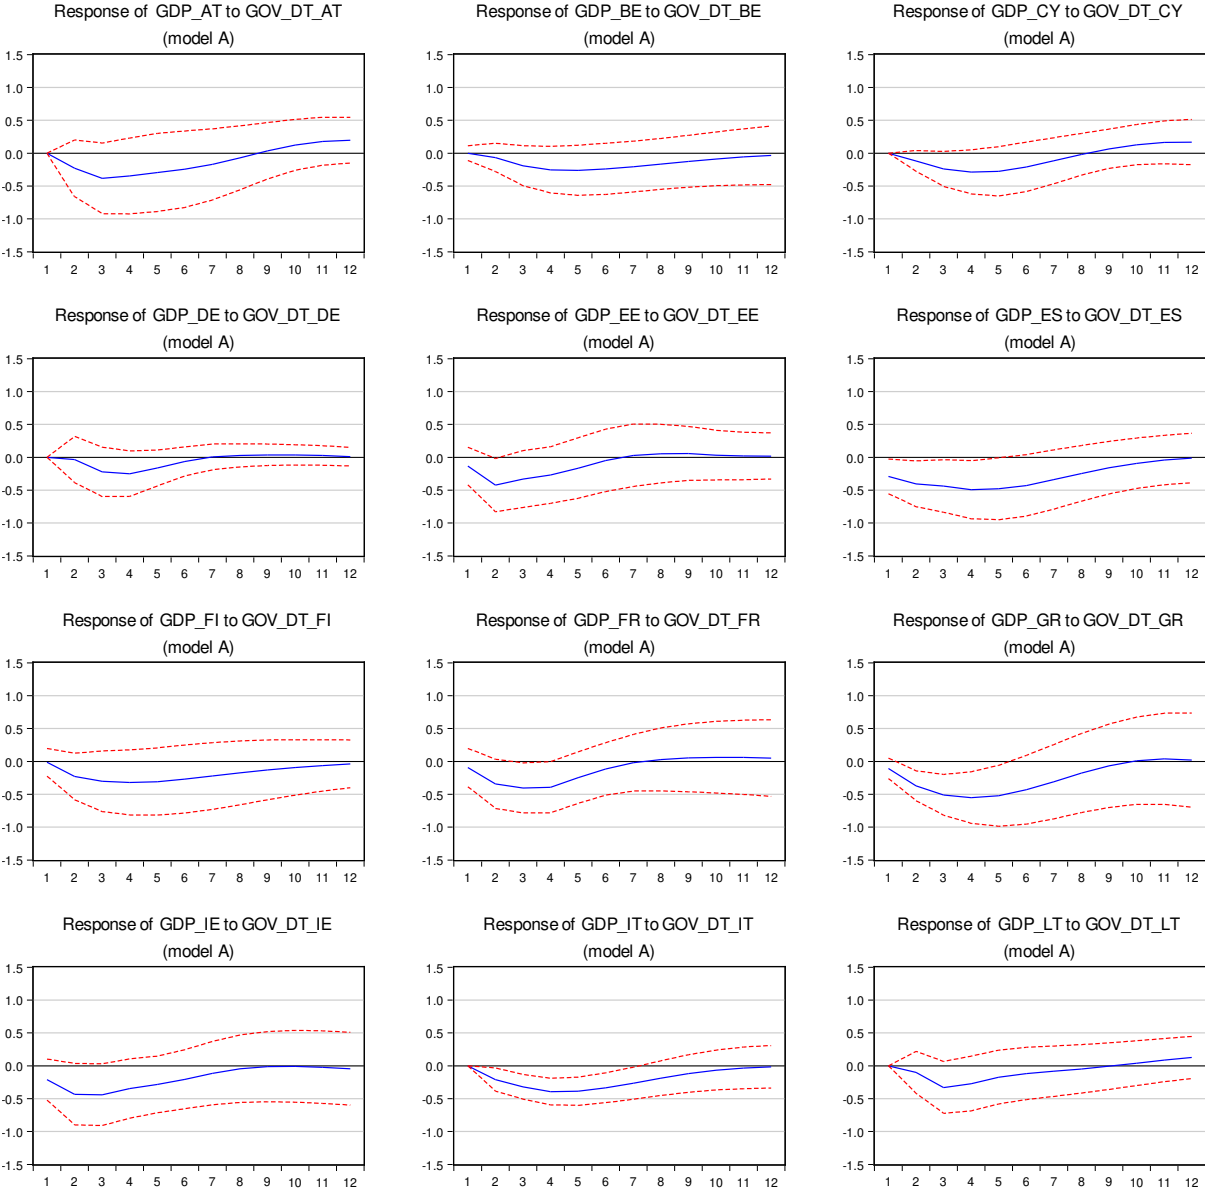 Response of GDP_AT to GOV_DT_AT
(model A)
1.5
1.0
0.5
0.0
-0.5
-1.0
-1.5
1 2 3 4 5 6 7 8 9 10 11 12
Response of GDP_BE to GOV_DT_BE
(model A)
1.5
1.0
0.5
0.0
-0.5
-1.0
-1.5
1 2 3 4 5 6 7 8 9 10 11 12
Response of GDP_CY to GOV_DT_CY
(model A)
1.5
1.0
0.5
0.0
-0.5
-1.0
-1.5
1 2 3 4 5 6 7 8 9 10 11 12
Response of GDP_DE to GOV_DT_DE
(model A)
1.5
1.0
0.5
0.0
-0.5
-1.0
-1.5
1 2 3 4 5 6 7 8 9 10 11 12
Response of GDP_EE to GOV_DT_EE
(model A)
1.5
1.0
0.5
0.0
-0.5
-1.0
-1.5
1 2 3 4 5 6 7 8 9 10 11 12
Response of GDP_ES to GOV_DT_ES
(model A)
1.5
1.0
0.5
0.0
-0.5
-1.0
-1.5
1 2 3 4 5 6 7 8 9 10 11 12
Response of GDP_FI to GOV_DT_FI
(model A)
1.5
1.0
0.5
0.0
-0.5
-1.0
-1.5
1 2 3 4 5 6 7 8 9 10 11 12
Response of GDP_FR to GOV_DT_FR
(model A)
1.5
1.0
0.5
0.0
-0.5
-1.0
-1.5
1 2 3 4 5 6 7 8 9 10 11 12
Response of GDP_GR to GOV_DT_GR
(model A)
1.5
1.0
0.5
0.0
-0.5
-1.0
-1.5
1 2 3 4 5 6 7 8 9 10 11 12
Response of GDP_IE to GOV_DT_IE
(model A)
1.5
1.0
0.5
0.0
-0.5
-1.0
-1.5
1 2 3 4 5 6 7 8 9 10 11 12
Response of GDP_IT to GOV_DT_IT
(model A)
1.5
1.0
0.5
0.0
-0.5
-1.0
-1.5
1 2 3 4 5 6 7 8 9 10 11 12
Response of GDP_LT to GOV_DT_LT
(model A)
1.5
1.0
0.5
0.0
-0.5
-1.0
-1.5
1 2 3 4 5 6 7 8 9 10 11 12